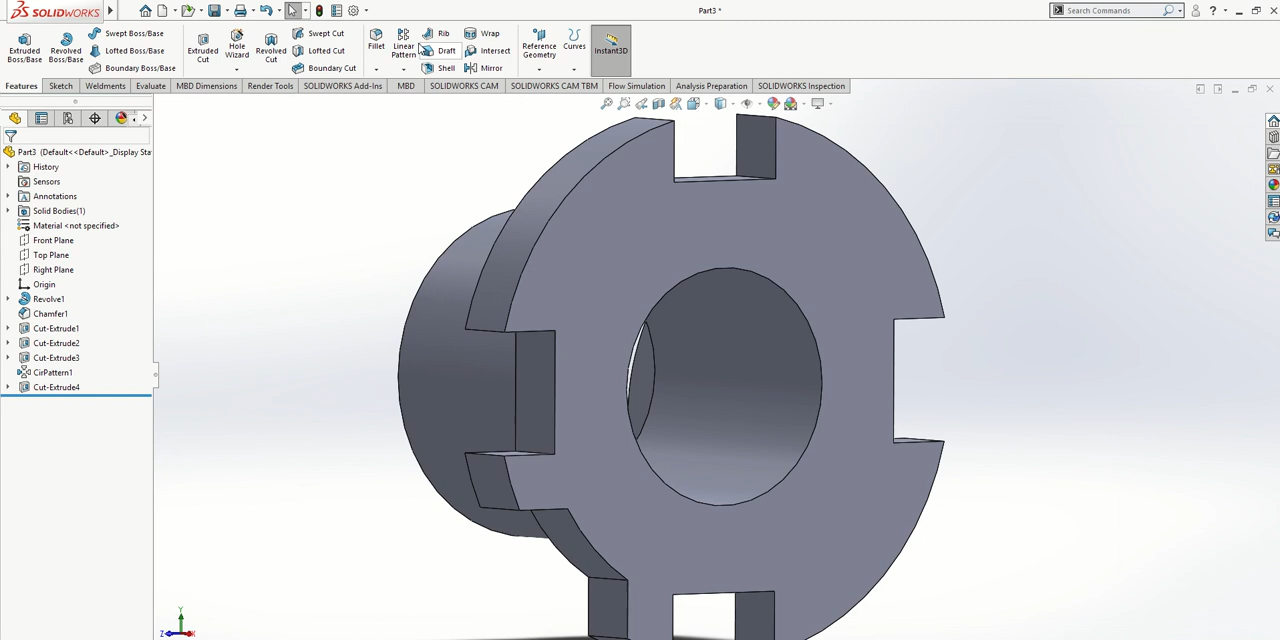 SOLIDWORKS
Part3 *
Search Commands
Extruded Boss/Base
Revolved Boss/Base
Swept Boss/Base
Lofted Boss/Base
Boundary Boss/Base
Extruded Cut
Hole Wizard
Revolved Cut
Swept Cut
Lofted Cut
Boundary Cut
Fillet
Linear Pattern
Rib
Draft
Shell
Wrap
Intersect
Mirror
Reference Geometry
Curves
Instant3D
Features
Sketch
Weldments
Evaluate
MBD Dimensions
Render Tools
SOLIDWORKS Add-Ins
MBD
SOLIDWORKS CAM
SOLIDWORKS CAM TBM
Flow Simulation
Analysis Preparation
SOLIDWORKS Inspection
Part3 (Default<<Default>_Display Sta
History
Sensors
Annotations
Solid Bodies(1)
Material <not specified>
Front Plane
Top Plane
Right Plane
Origin
Revolve1
Chamfer1
Cut-Extrude1
Cut-Extrude2
Cut-Extrude3
CirPattern1
Cut-Extrude4
Y
Z
X